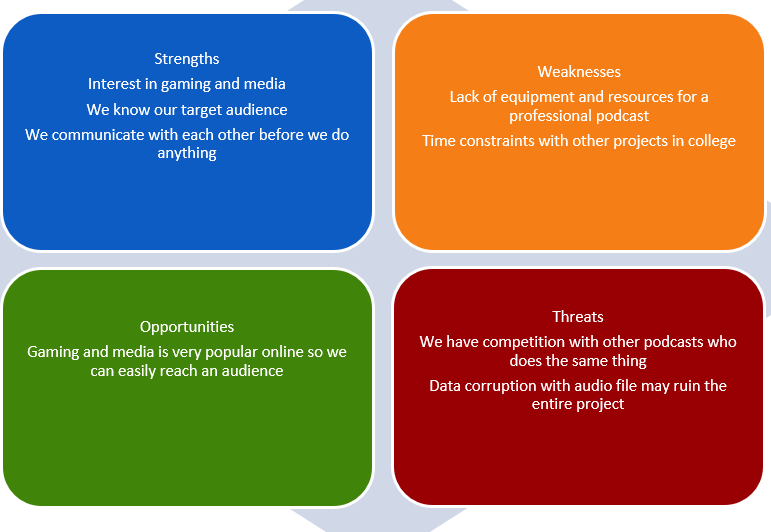 Strengths
Interest in gaming and media
We know our target audience
We communicate with each other before we do
anything
Weaknesses
Lack of equipment and resources for a
professional podcast
Time constraints with other projects in college
Opportunities
Gaming and media is very popular online so we
can easily reach an audience
Threats
We have competition with other podcasts who
does the same thing
Data corruption with audio file may ruin the
entire project